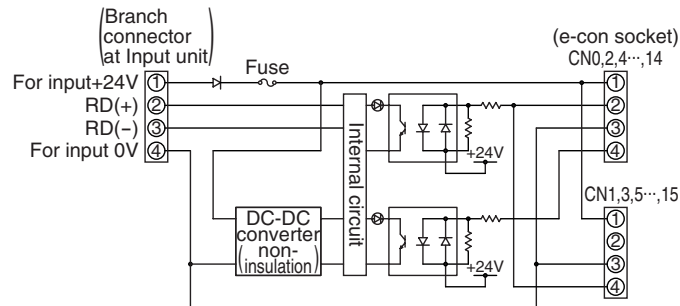 (Branch
connector
at Input unit)
(e-con socket)
CN0,2,4···,14
Fuse
For input+24V ①
RD(+) ②
RD(−) ③
For input 0V ④
①
②
③
④
Internal circuit
+24V
DC-DC
converter
(non-
insulation)
+24V
CN1,3,5···,15
①
②
③
④